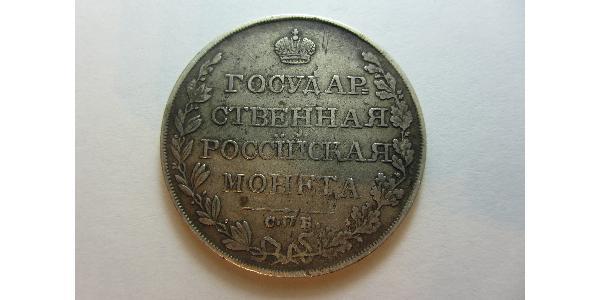 ГОСУДАР=
СТВЕННАЯ
РОССІЙСКАЯ
МОНЕТА
С.П.Б.